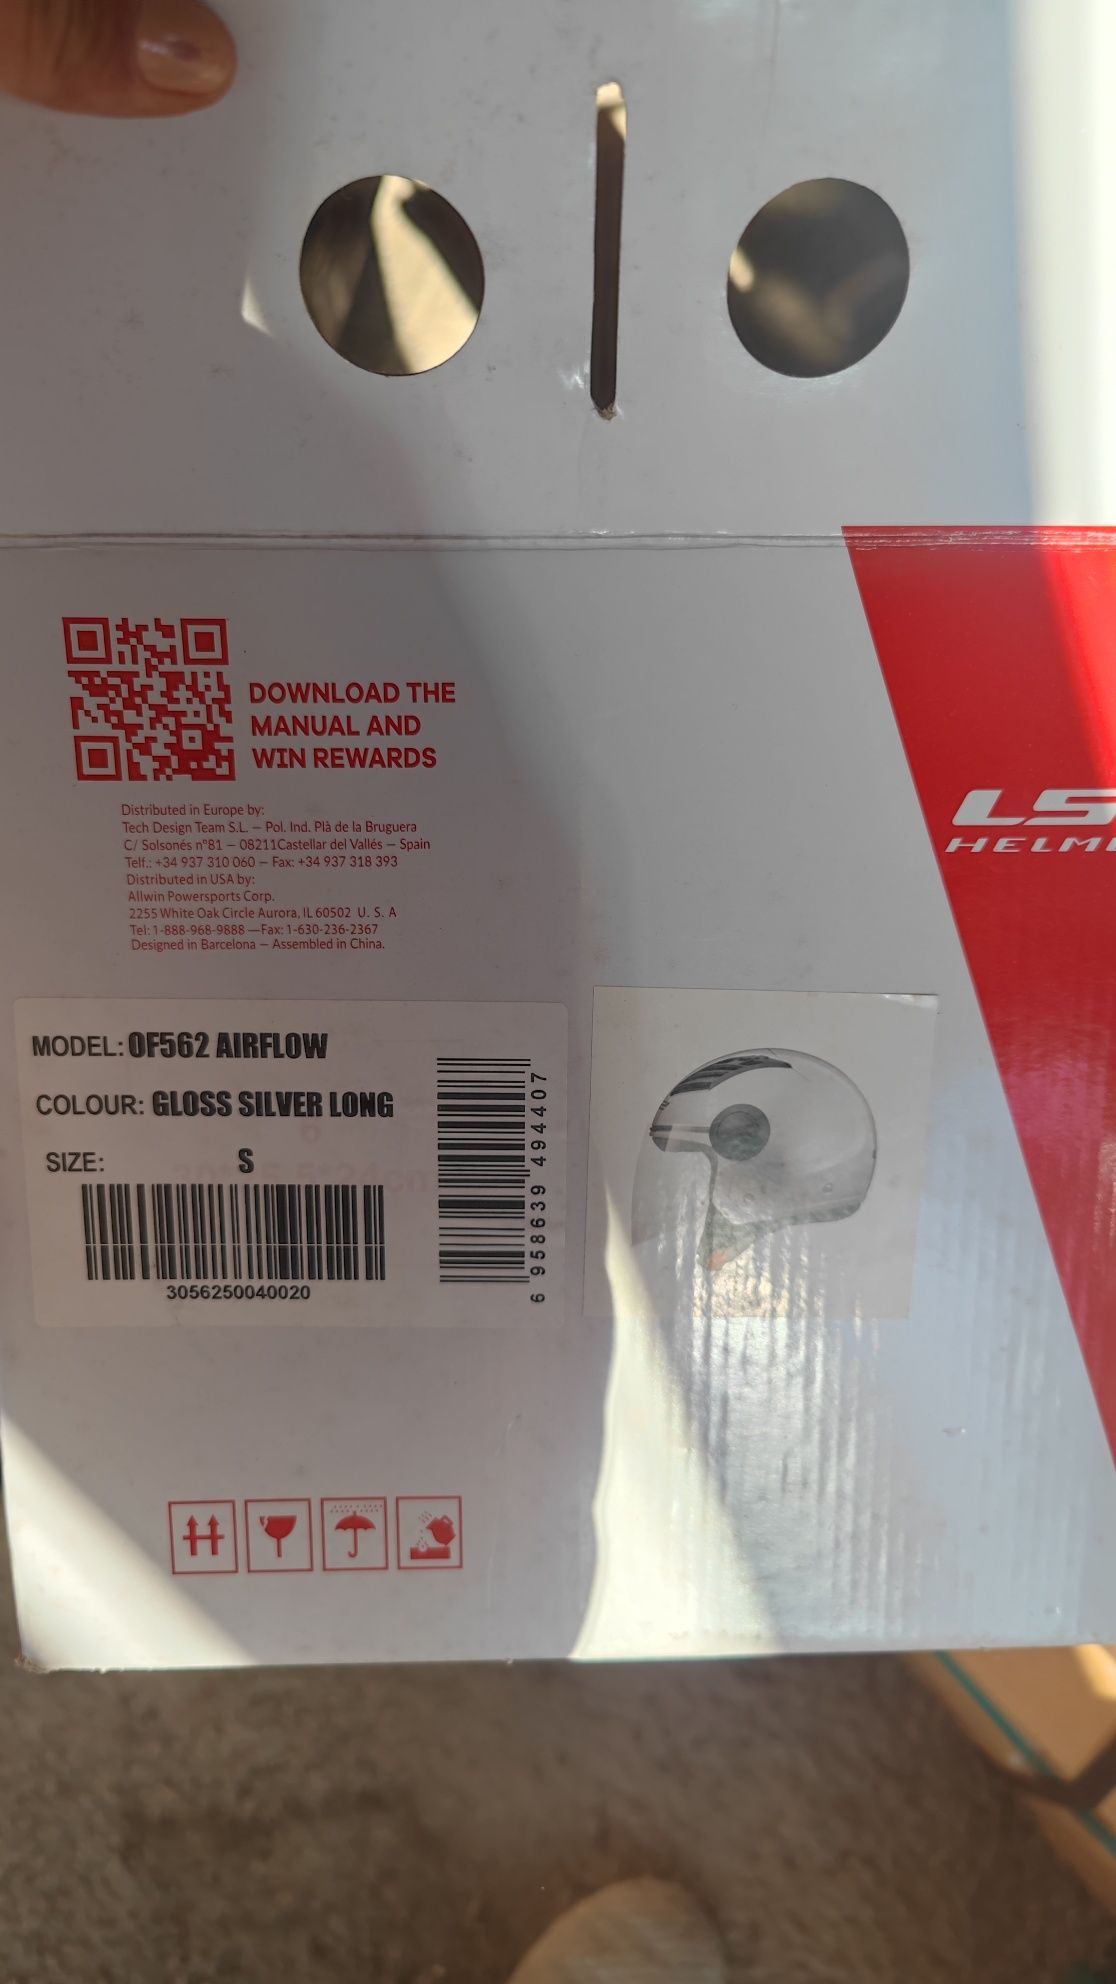 DOWNLOAD THE
MANUAL AND
WIN REWARDS
Distributed in Europe by:
Tech Design Team S.L. – Pol. Ind. Plà de la Bruguera
C/ Solsonés nº81 – 08211Castellar del Vallés – Spain
Telf.: +34 937 310 060 – Fax: +34 937 318 393
Distributed in USA by:
Allwin Powersports Corp.
2255 White Oak Circle Aurora, IL 60502 U. S. A
Tel: 1-888-968-9888 —Fax: 1-630-236-2367
Designed in Barcelona – Assembled in China.
LS
HELM
MODEL: OF562 AIRFLOW
COLOUR: GLOSS SILVER LONG
SIZE: S
3056250040020
6 958639 494407